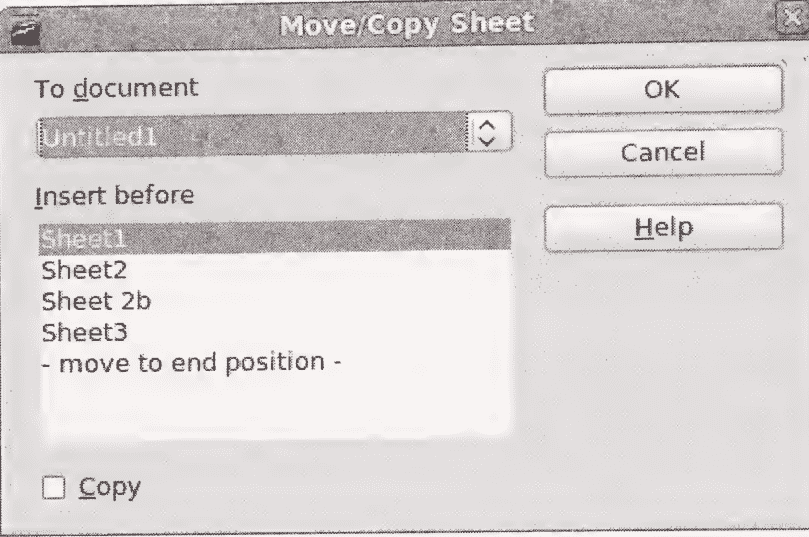 Move/Copy Sheet
To document
Untitled1
Insert before
Sheet1
Sheet2
Sheet 2b
Sheet3
- move to end position -
Copy
OK
Cancel
Help